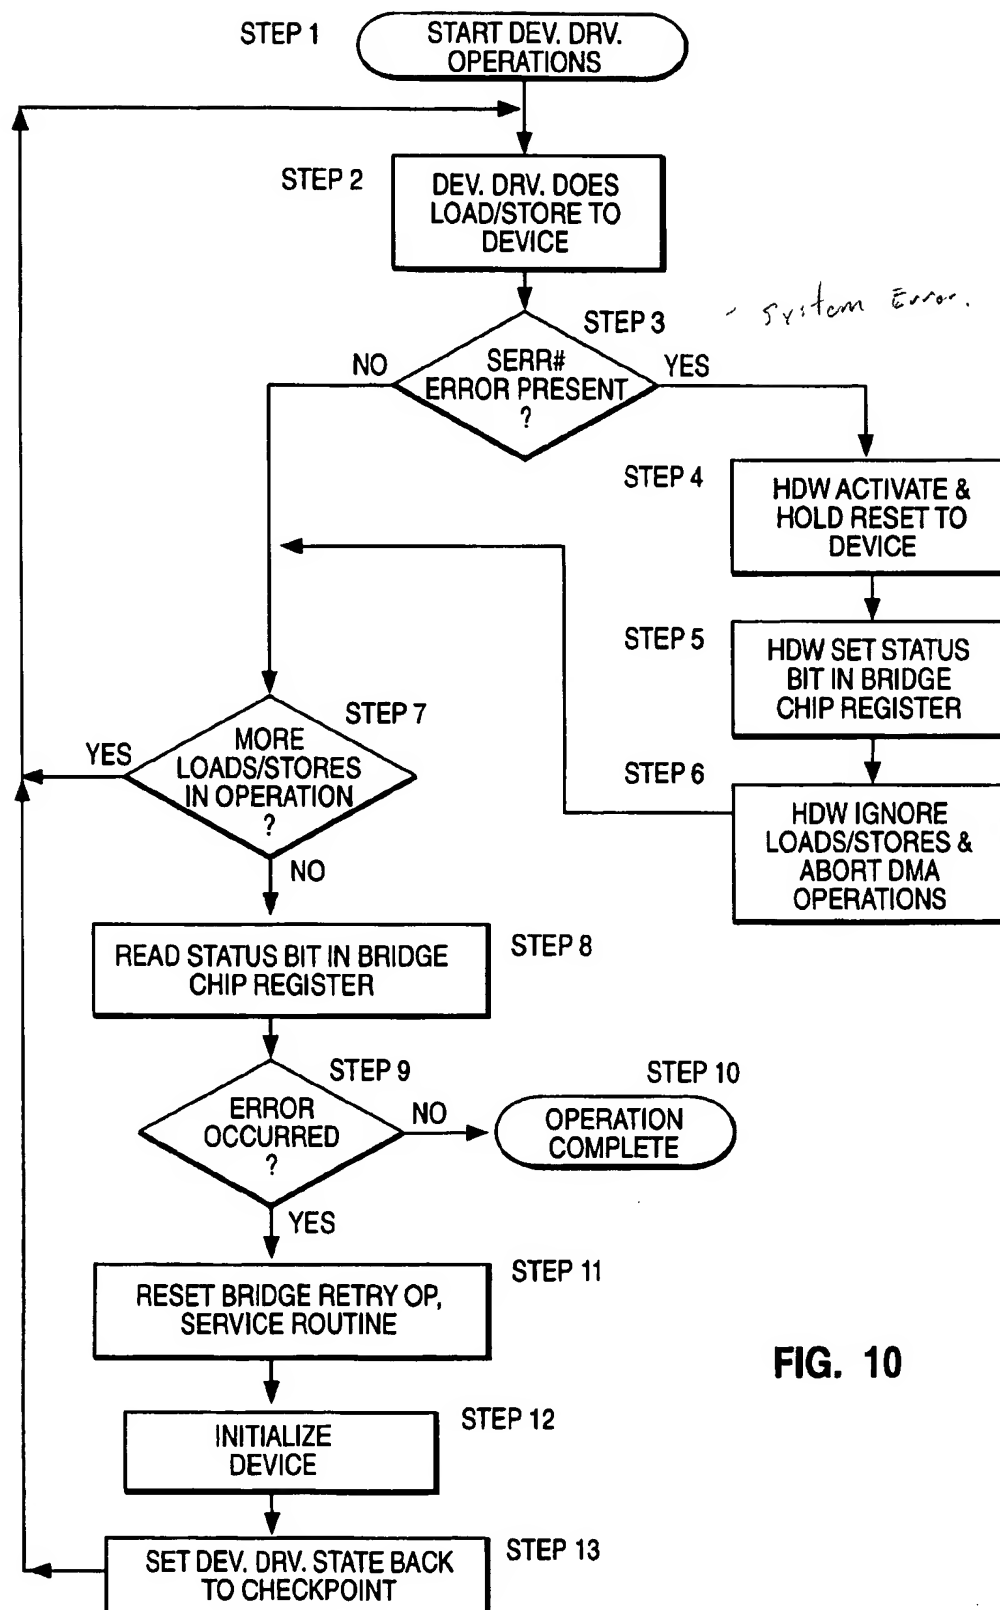 STEP 1
START DEV. DRV.
OPERATIONS
STEP 2
DEV. DRV. DOES
LOAD/STORE TO
DEVICE
System Error.
STEP 3
NO
SERR#
ERROR PRESENT
?
YES
STEP 4
HDW ACTIVATE &
HOLD RESET TO
DEVICE
STEP 5
HDW SET STATUS
BIT IN BRIDGE
CHIP REGISTER
STEP 6
HDW IGNORE
LOADS/STORES &
ABORT DMA
OPERATIONS
STEP 7
YES
MORE
LOADS/STORES
IN OPERATION
?
NO
STEP 8
READ STATUS BIT IN BRIDGE
CHIP REGISTER
STEP 9
ERROR
OCCURRED
?
NO
STEP 10
OPERATION
COMPLETE
YES
STEP 11
RESET BRIDGE RETRY OP,
SERVICE ROUTINE
STEP 12
INITIALIZE
DEVICE
STEP 13
SET DEV. DRV. STATE BACK
TO CHECKPOINT
FIG. 10